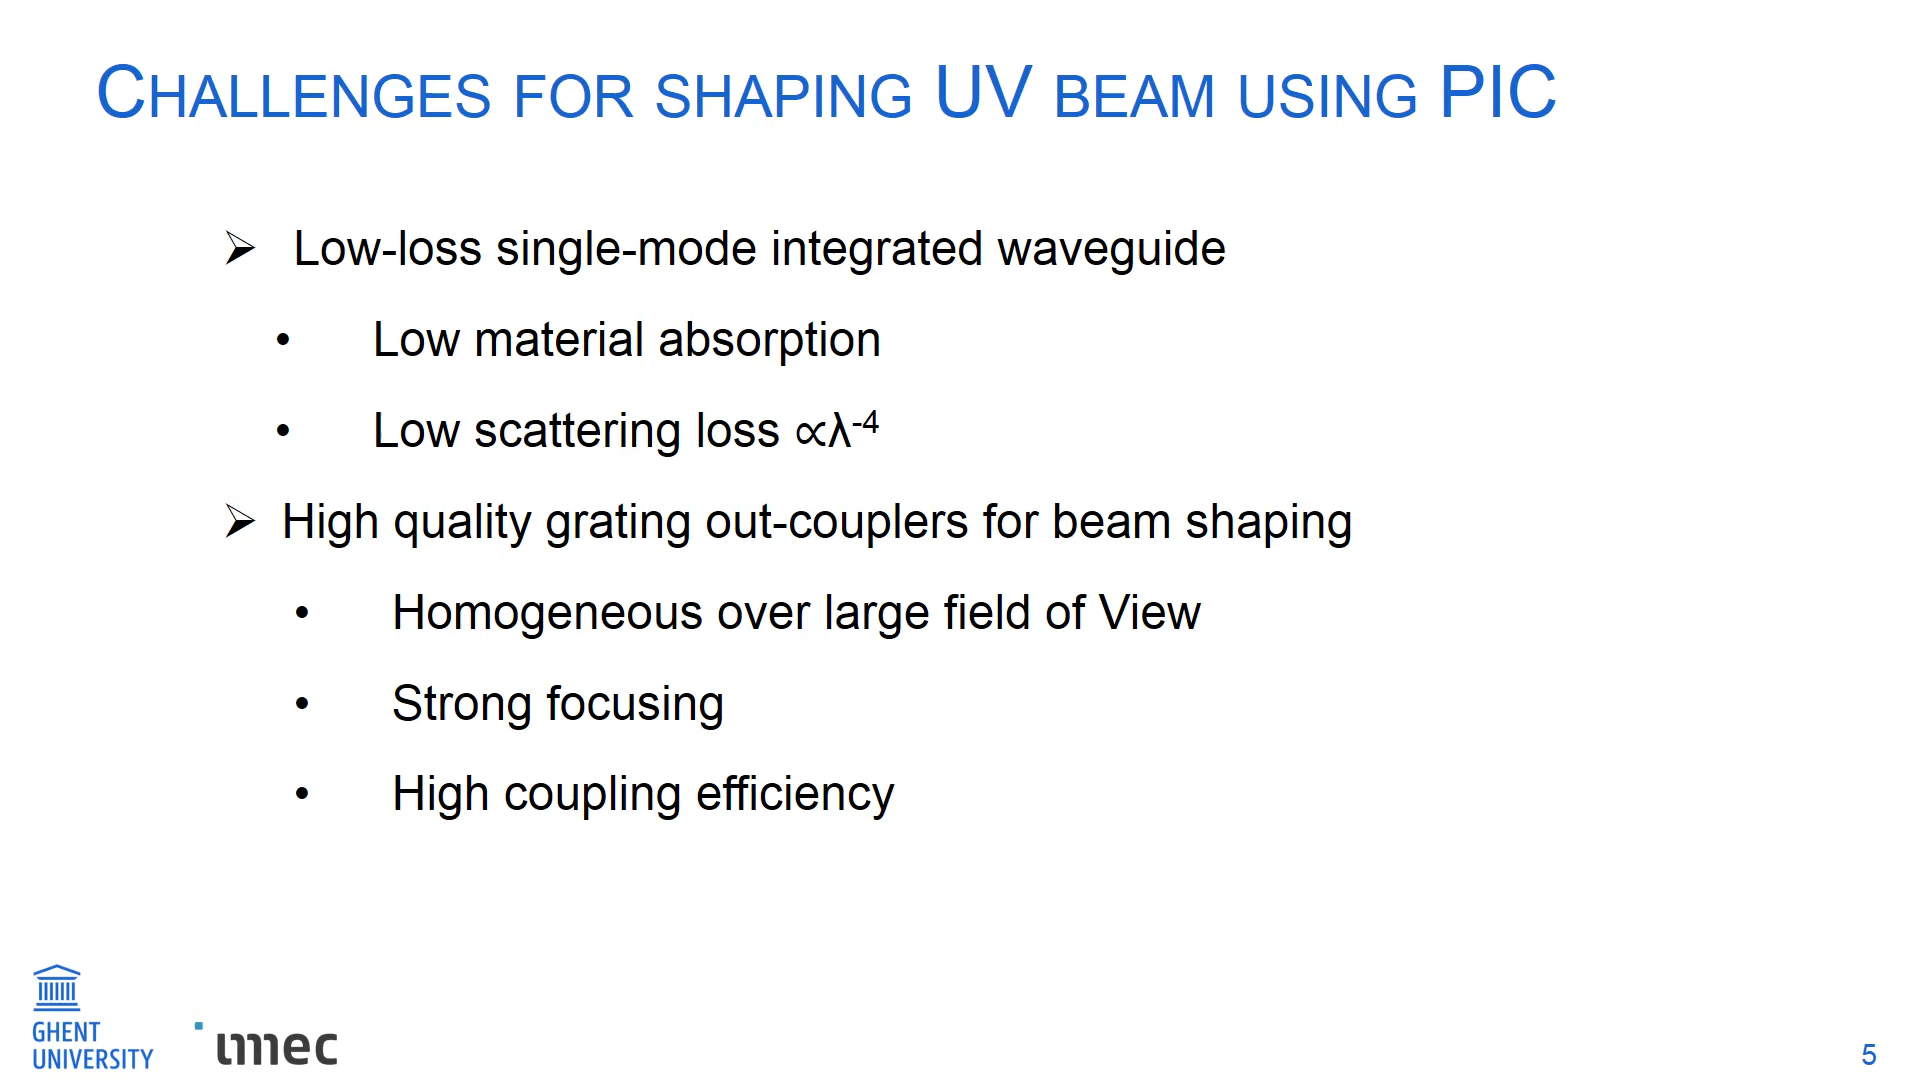 CHALLENGES FOR SHAPING UV BEAM USING PIC
➢ Low-loss single-mode integrated waveguide
• Low material absorption
• Low scattering loss ∝λ⁻⁴
➢ High quality grating out-couplers for beam shaping
• Homogeneous over large field of View
• Strong focusing
• High coupling efficiency
GHENT
UNIVERSITY
imec
5